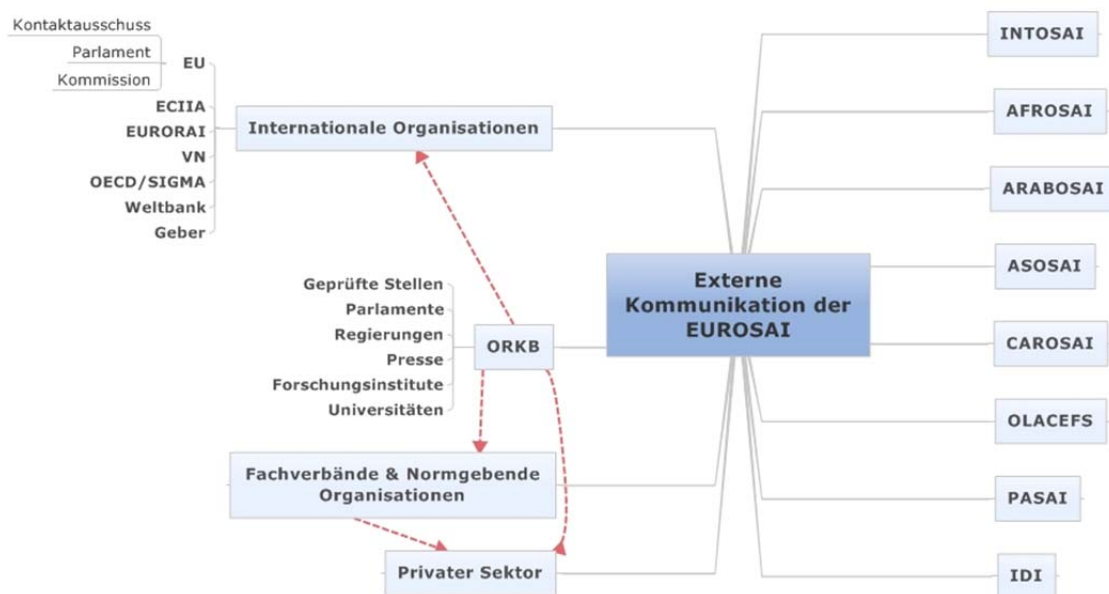 Kontaktausschuss
Parlament
Kommission
EU
ECIIA
EURORAI
VN
OECD/SIGMA
Weltbank
Geber
Internationale Organisationen
Geprüfte Stellen
Parlamente
Regierungen
Presse
Forschungsinstitute
Universitäten
ORKB
Fachverbände & Normgebende
Organisationen
Privater Sektor
Externe
Kommunikation der
EUROSAI
INTOSAI
AFROSAI
ARABOSAI
ASOSAI
CAROSAI
OLACEFS
PASAI
IDI